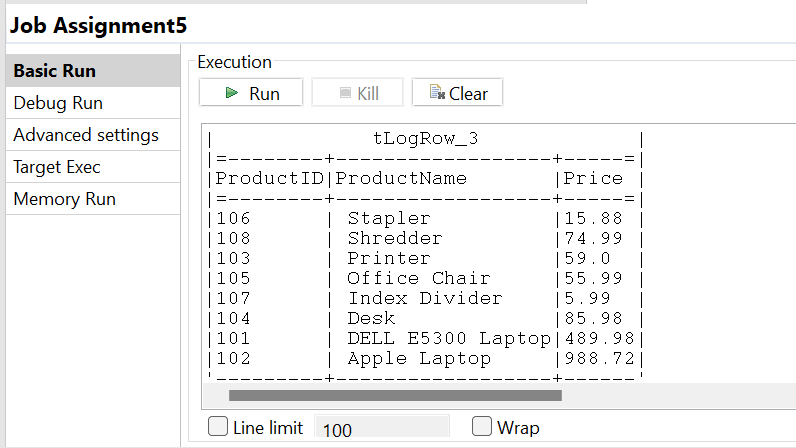 Job Assignment5
Basic Run
Debug Run
Advanced settings
Target Exec
Memory Run
Execution
Run Kill Clear
| tLogRow_3 |
|=--------+------------------+-----=|
|ProductID|ProductName |Price |
|=--------+------------------+-----=|
|106 | Stapler |15.88 |
|108 | Shredder |74.99 |
|103 | Printer |59.0 |
|105 | Office Chair |55.99 |
|107 | Index Divider |5.99 |
|104 | Desk |85.98 |
|101 | DELL E5300 Laptop|489.98|
|102 | Apple Laptop |988.72|
'---------+------------------+------'
Line limit 100 Wrap